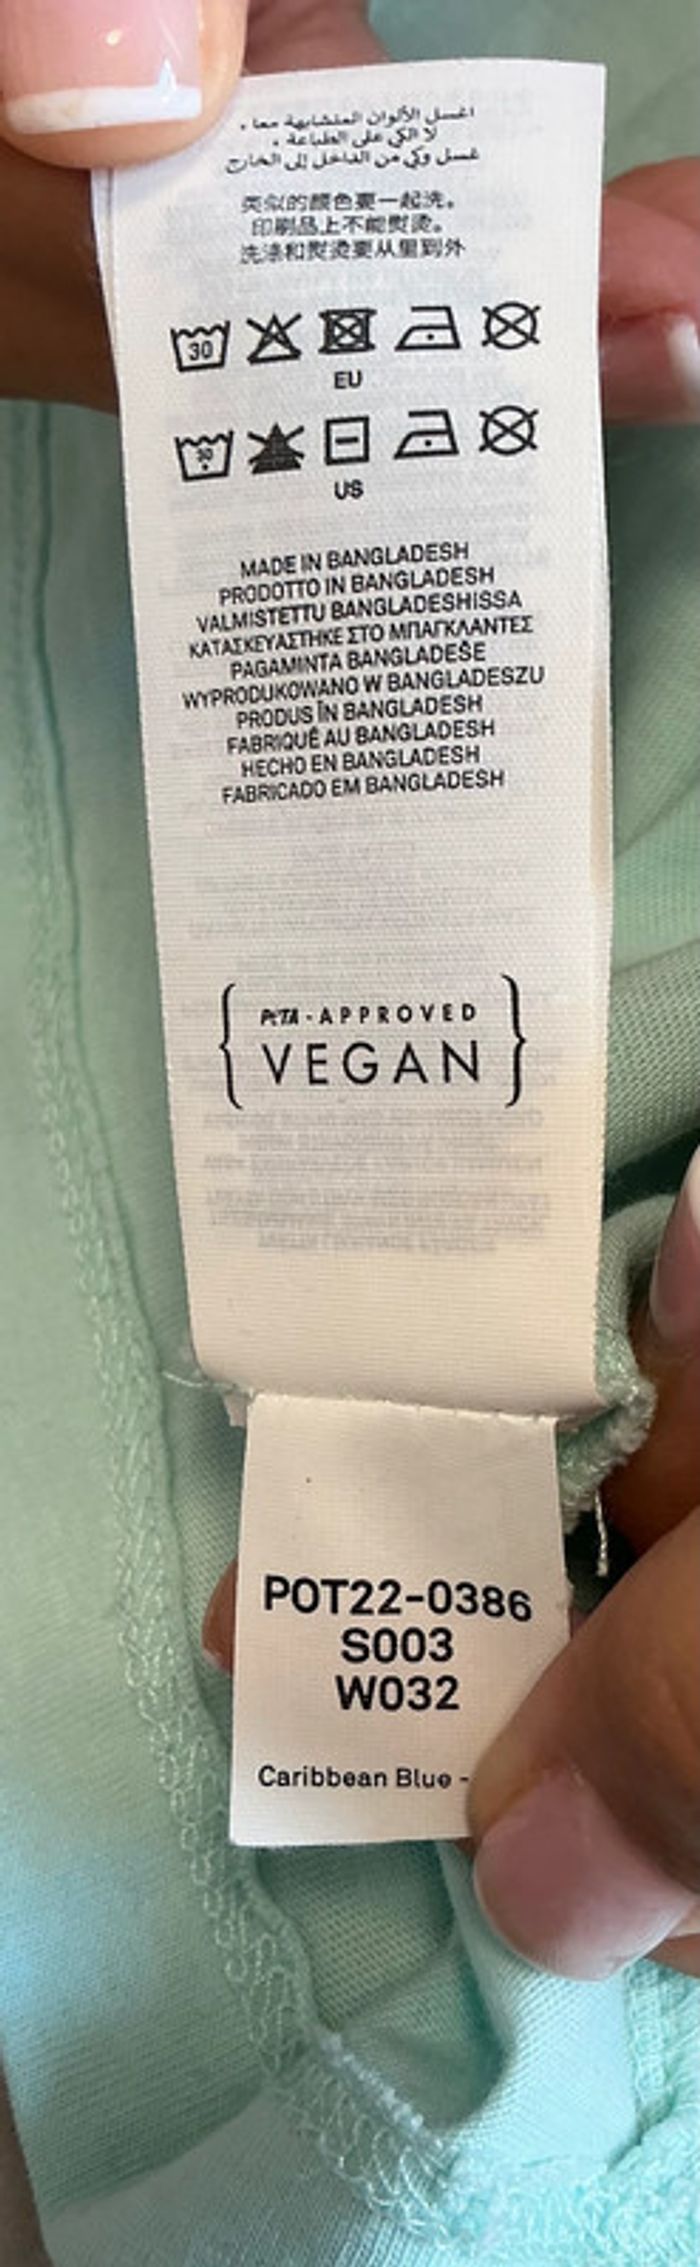 اغسل الألوان المتشابهة معا .
لا الكي على الطباعة .
غسل وكي من الداخل إلى الخارج
类似的颜色要一起洗。
印刷品上不能熨烫。
洗涤和熨烫要从里到外
30
EU
30
US
MADE IN BANGLADESH
PRODOTTO IN BANGLADESH
VALMISTETTU BANGLADESHISSA
ΚΑΤΑΣΚΕΥΑΣΤΗΚΕ ΣΤΟ ΜΠΑΓΚΛΑΝΤΕΣ
PAGAMINTA BANGLADEŠE
WYPRODUKOWANO W BANGLADESZU
PRODUS ÎN BANGLADESH
FABRIQUÉ AU BANGLADESH
HECHO EN BANGLADESH
FABRICADO EM BANGLADESH
PETA-APPROVED
VEGAN
POT22-0386
S003
W032
Caribbean Blue -